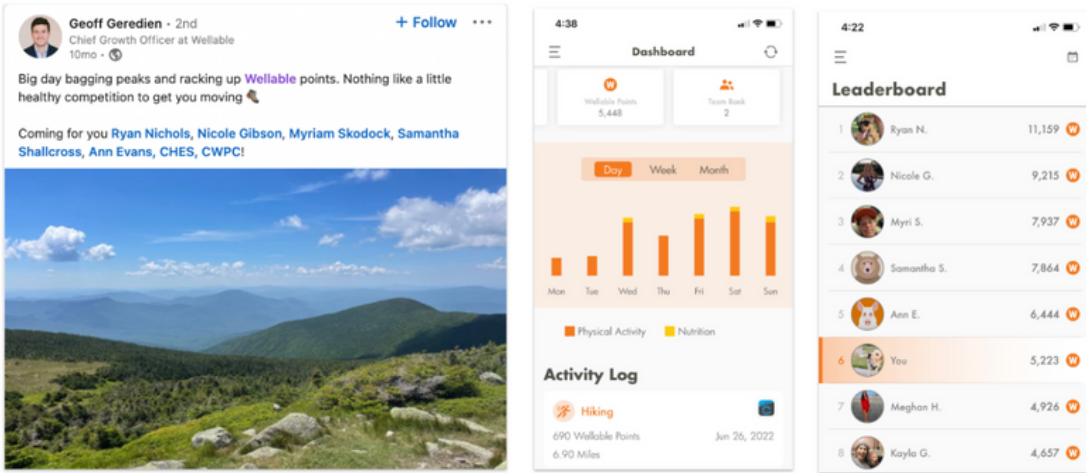 Geoff Geredien · 2nd
+ Follow ···
Chief Growth Officer at Wellable
10mo ·
Big day bagging peaks and racking up Wellable points. Nothing like a little
healthy competition to get you moving
Coming for you Ryan Nichols, Nicole Gibson, Myriam Skodock, Samantha
Shallcross, Ann Evans, CHES, CWPC!
4:38
Dashboard
W
Wellable Points
5,448
Team Rank
2
Day Week Month
Mon Tue Wed Thu Fri Sat Sun
Physical Activity Nutrition
Activity Log
Hiking
690 Wellable Points Jun 26, 2022
6.90 Miles
4:22
Leaderboard
1 Ryan N. 11,159 W
2 Nicole G. 9,215 W
3 Myri S. 7,937 W
4 Samantha S. 7,864 W
5 Ann E. 6,444 W
6 You 5,223 W
7 Meghan H. 4,926 W
8 Kayla G. 4,657 W